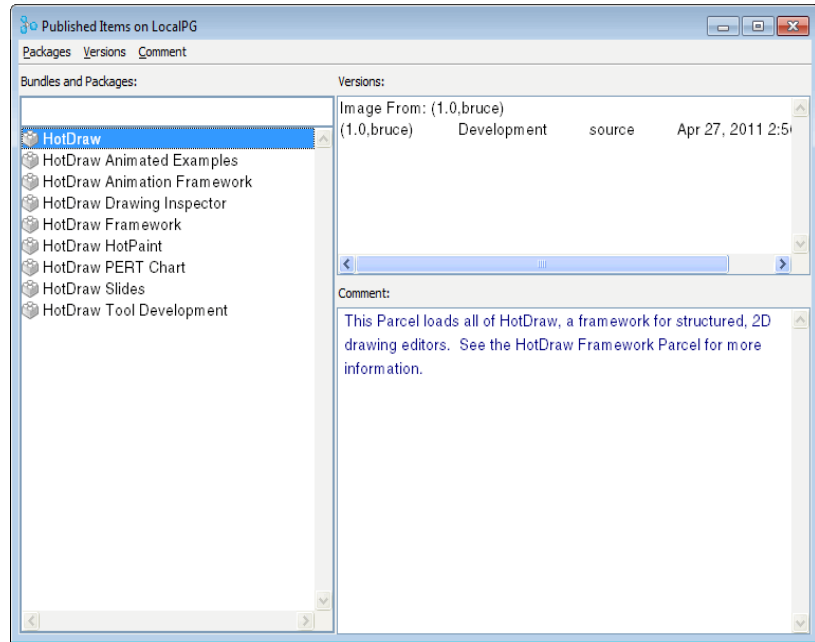 Published Items on LocalPG
Packages Versions Comment
Bundles and Packages:
HotDraw
HotDraw Animated Examples
HotDraw Animation Framework
HotDraw Drawing Inspector
HotDraw Framework
HotDraw HotPaint
HotDraw PERT Chart
HotDraw Slides
HotDraw Tool Development
Versions:
Image From: (1.0,bruce)
(1.0,bruce) Development source Apr 27, 2011
Comment:
This Parcel loads all of HotDraw, a framework for structured, 2D
drawing editors. See the HotDraw Framework Parcel for more
information.